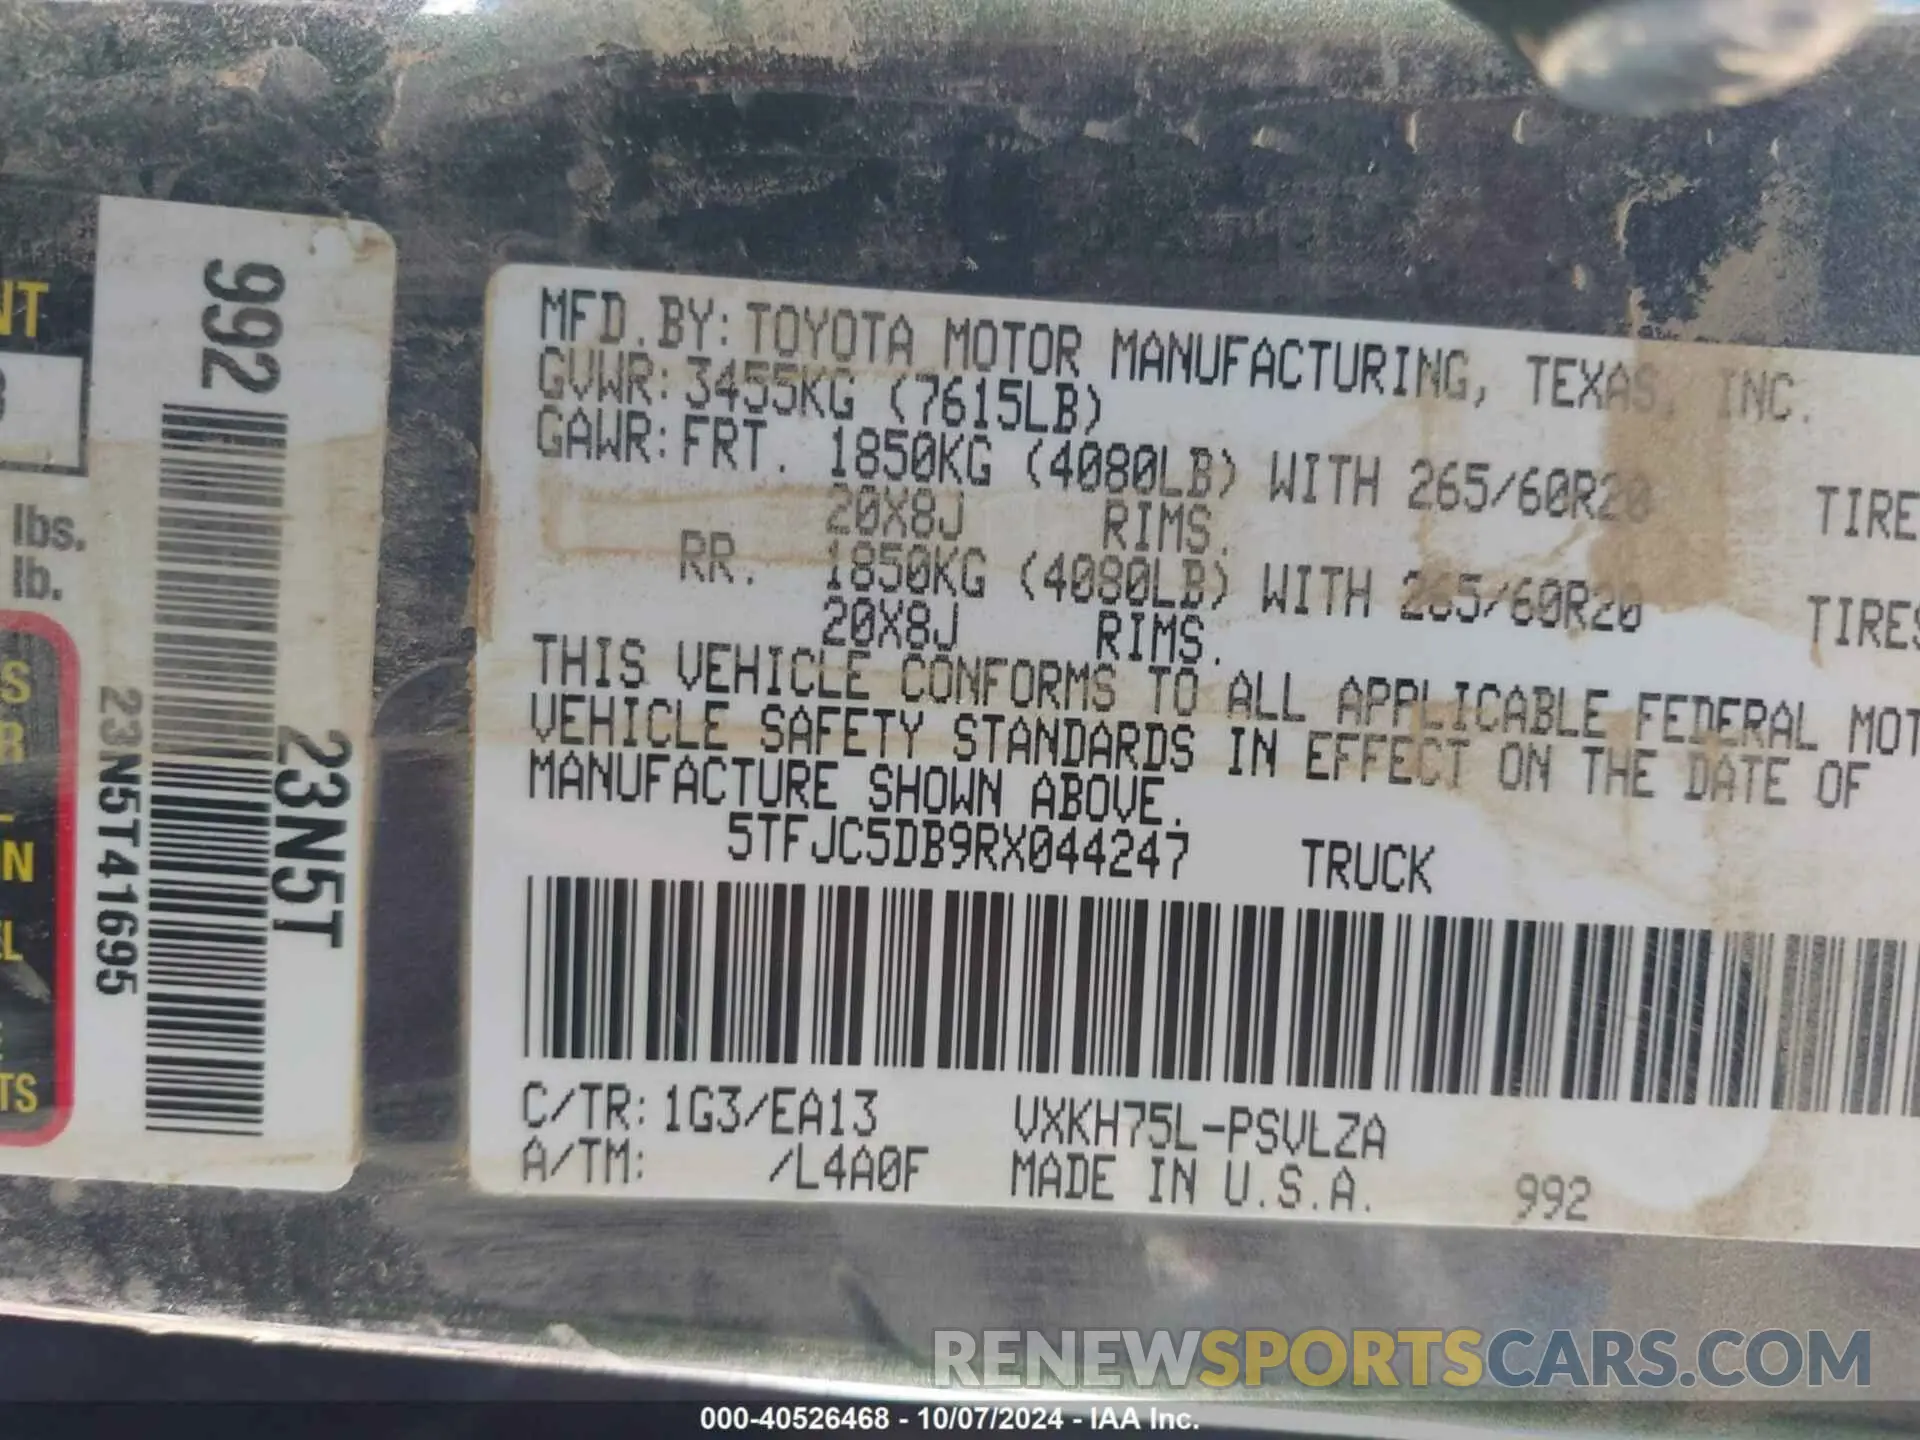 NT
lbs.
lb.
S
R
N
EL
TS
992
23N5T
23N5T41695
MFD. BY: TOYOTA MOTOR MANUFACTURING, TEXAS, INC.
GVWR: 3455KG (7615LB)
GAWR: FRT. 1850KG (4080LB) WITH 265/60R20 TIRE
20X8J RIMS.
RR. 1850KG (4080LB) WITH 265/60R20 TIRES
20X8J RIMS.
THIS VEHICLE CONFORMS TO ALL APPLICABLE FEDERAL MOT
VEHICLE SAFETY STANDARDS IN EFFECT ON THE DATE OF
MANUFACTURE SHOWN ABOVE.
5TFJC5DB9RX044247 TRUCK
C/TR: 1G3/EA13 VXKH75L-PSVLZA
A/TM: /L4A0F MADE IN U.S.A. 992
RENEWSPORTSCARS.COM
000-40526468 - 10/07/2024 - IAA Inc.